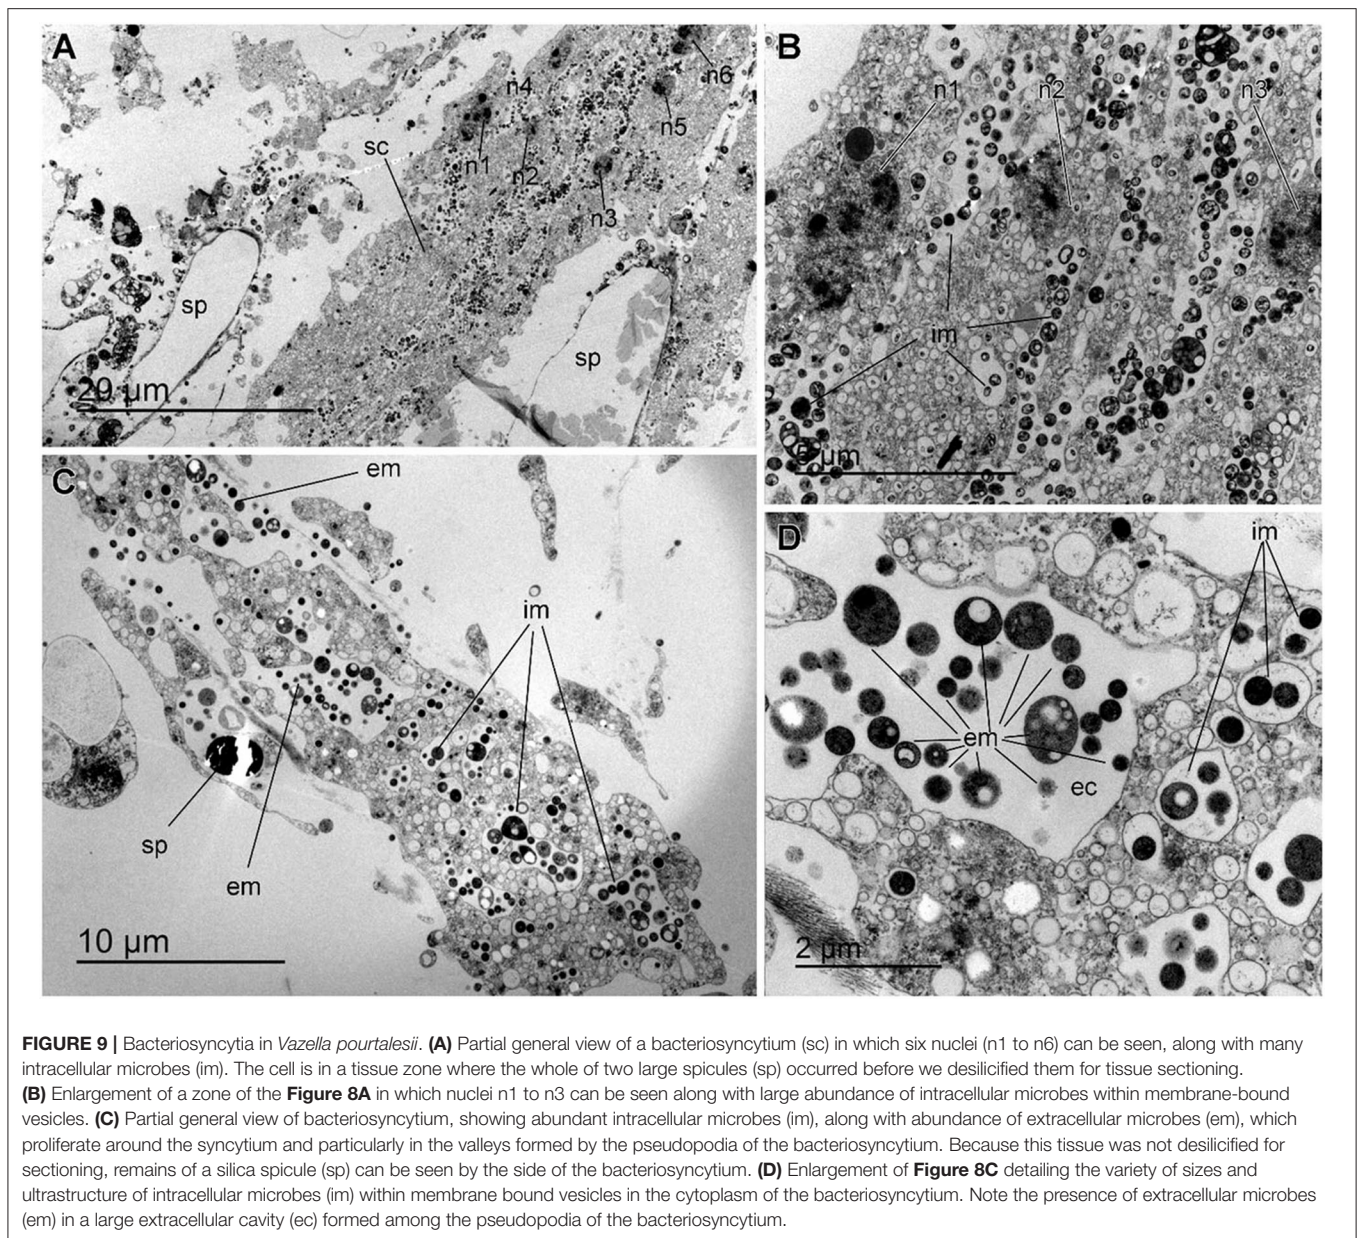 A
n6
n4
n5
sc
n1
n2
n3
sp
sp
20 µm
B
n1
n2
n3
im
5 µm
C
em
im
sp
em
10 µm
D
im
em
ec
2 µm
FIGURE 9 | Bacteriosyncytia in Vazella pourtalesii. (A) Partial general view of a bacteriosyncytium (sc) in which six nuclei (n1 to n6) can be seen, along with many
intracellular microbes (im). The cell is in a tissue zone where the whole of two large spicules (sp) occurred before we desilicified them for tissue sectioning.
(B) Enlargement of a zone of the Figure 8A in which nuclei n1 to n3 can be seen along with large abundance of intracellular microbes within membrane-bound
vesicles. (C) Partial general view of bacteriosyncytium, showing abundant intracellular microbes (im), along with abundance of extracellular microbes (em), which
proliferate around the syncytium and particularly in the valleys formed by the pseudopodia of the bacteriosyncytium. Because this tissue was not desilicified for
sectioning, remains of a silica spicule (sp) can be seen by the side of the bacteriosyncytium. (D) Enlargement of Figure 8C detailing the variety of sizes and
ultrastructure of intracellular microbes (im) within membrane bound vesicles in the cytoplasm of the bacteriosyncytium. Note the presence of extracellular microbes
(em) in a large extracellular cavity (ec) formed among the pseudopodia of the bacteriosyncytium.